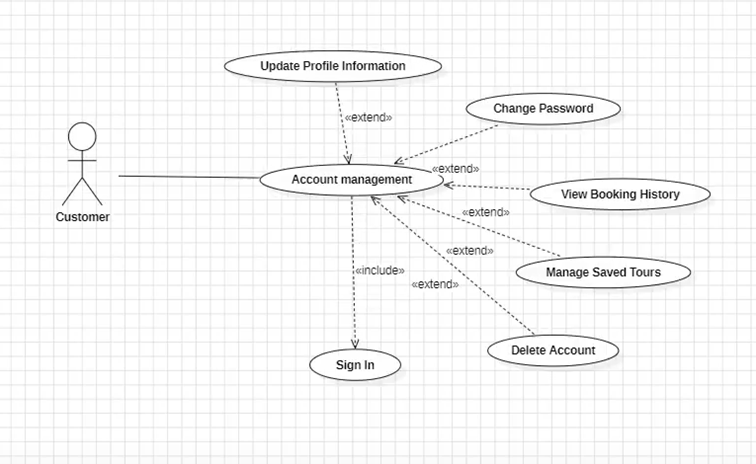 Update Profile Information
«extend»
Change Password
«extend»
Account management
View Booking History
«extend»
Customer
«extend»
«include»
Manage Saved Tours
«extend»
Delete Account
Sign In